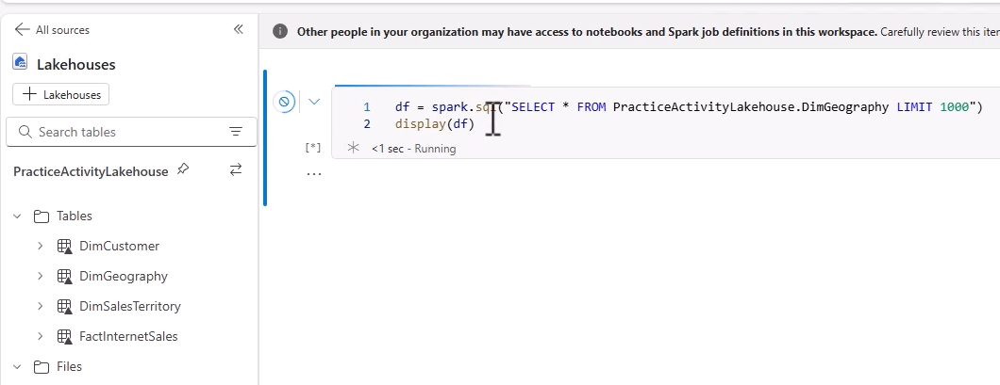 All sources
Lakehouses
Lakehouses
Search tables
PracticeActivityLakehouse
Tables
DimCustomer
DimGeography
DimSalesTerritory
FactInternetSales
Files
Other people in your organization may have access to notebooks and Spark job definitions in this workspace. Carefully review this iter
1 df = spark.sql("SELECT * FROM PracticeActivityLakehouse.DimGeography LIMIT 1000")
2 display(df)
[*] <1 sec - Running
...